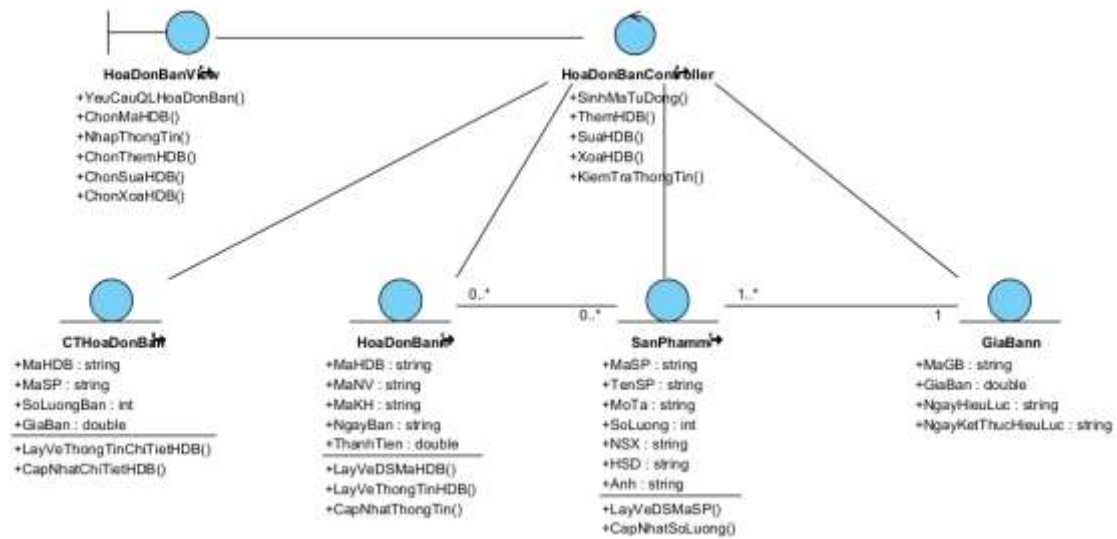 HoaDonBanView
+YeuCauQLHoaDonBan()
+ChonMaHDB()
+NhapThongTin()
+ChonThemHDB()
+ChonSuaHDB()
+ChonXoaHDB()
HoaDonBanController
+SinhMaTuDong()
+ThemHDB()
+SuaHDB()
+XoaHDB()
+KiemTraThongTin()
0..*
0..*
1..*
1
CTHoaDonBan
+MaHDB : string
+MaSP : string
+SoLuongBan : int
+GiaBan : double
+LayVeThongTinChiTietHDB()
+CapNhatChiTietHDB()
+MaHDB : string
+MaNV : string
+MaKH : string
+NgayBan : string
+ThanhTien : double
+LayVeDSMaHDB()
+LayVeThongTinHDB()
+CapNhatThongTin()
SanPhamm
+MaSP : string
+TenSP : string
+MoTa : string
+SoLuong : int
+NSX : string
+HSD : string
+Anh : string
+LayVeDSMaSP()
+CapNhatSoLuong()
GiaBann
+MaGB : string
+GiaBan : double
+NgayHieuLuc : string
+NgayKetThucHieuLuc : string